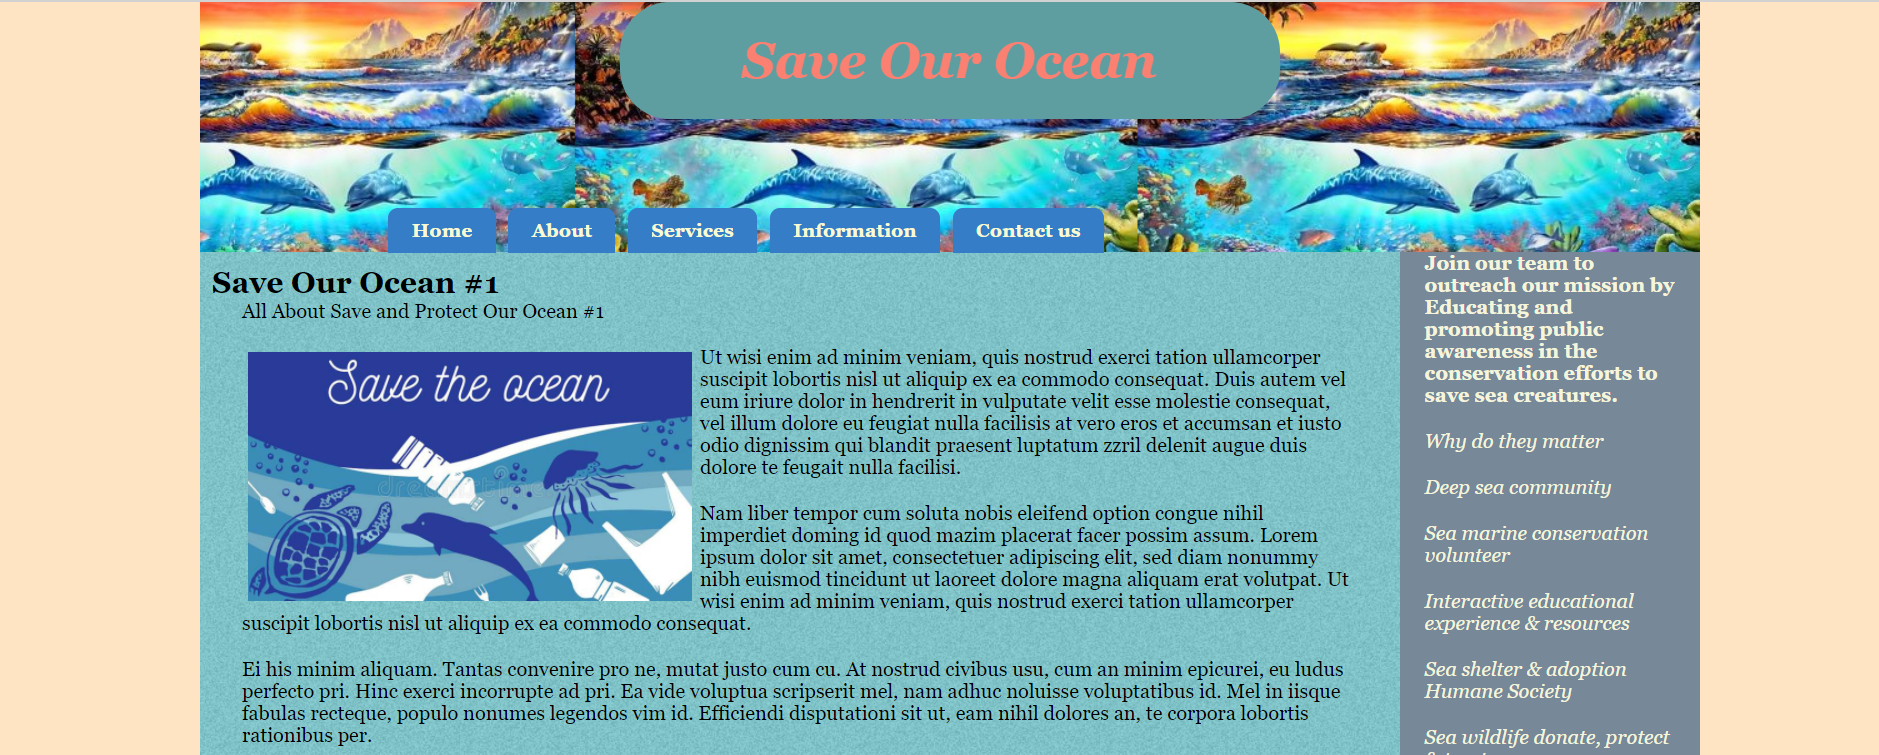 Save Our Ocean
Home About Services Information Contact us
Save Our Ocean #1
All About Save and Protect Our Ocean #1
Save the ocean
Ut wisi enim ad minim veniam, quis nostrud exerci tation ullamcorper
suscipit lobortis nisl ut aliquip ex ea commodo consequat. Duis autem vel
eum iriure dolor in hendrerit in vulputate velit esse molestie consequat,
vel illum dolore eu feugiat nulla facilisis at vero eros et accumsan et iusto
odio dignissim qui blandit praesent luptatum zzril delenit augue duis
dolore te feugait nulla facilisi.
Nam liber tempor cum soluta nobis eleifend option congue nihil
imperdiet doming id quod mazim placerat facer possim assum. Lorem
ipsum dolor sit amet, consectetuer adipiscing elit, sed diam nonummy
nibh euismod tincidunt ut laoreet dolore magna aliquam erat volutpat. Ut
wisi enim ad minim veniam, quis nostrud exerci tation ullamcorper
suscipit lobortis nisl ut aliquip ex ea commodo consequat.
Ei his minim aliquam. Tantas convenire pro ne, mutat justo cum cu. At nostrud civibus usu, cum an minim epicurei, eu ludus
perfecto pri. Hinc exerci incorrupte ad pri. Ea vide voluptua scripserit mel, nam adhuc noluisse voluptatibus id. Mel in iisque
fabulas recteque, populo nonumes legendos vim id. Efficiendi disputationi sit ut, eam nihil dolores an, te corpora lobortis
rationibus per.
Join our team to
outreach our mission by
Educating and
promoting public
awareness in the
conservation efforts to
save sea creatures.
Why do they matter
Deep sea community
Sea marine conservation
volunteer
Interactive educational
experience & resources
Sea shelter & adoption
Humane Society
Sea wildlife donate, protect